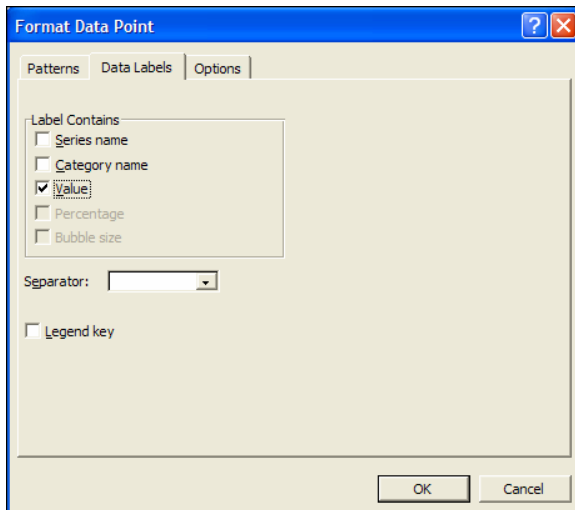 Format Data Point
Patterns Data Labels Options
Label Contains
Series name
Category name
Value
Percentage
Bubble size
Separator:
Legend key
OK Cancel